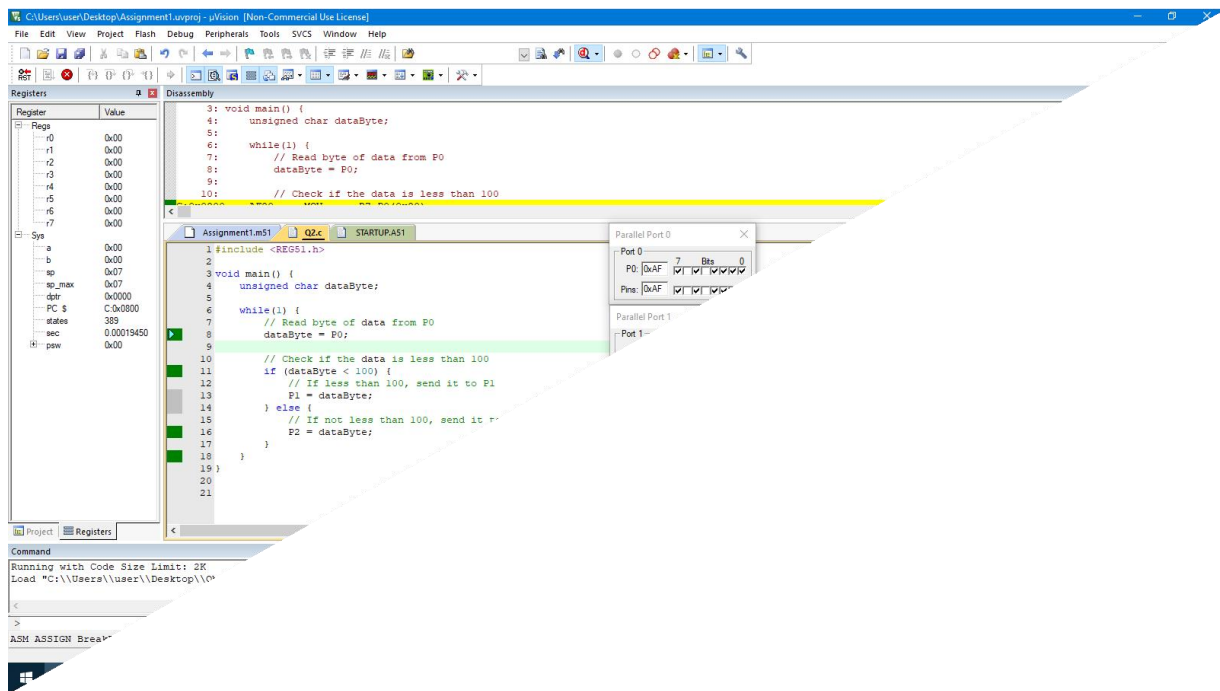 C:\Users\user\Desktop\Assignment1.uvproj - µVision [Non-Commercial Use License]
File Edit View Project Flash Debug Peripherals Tools SVCS Window Help
RST
Registers
Register Value
Regs
r0 0x00
r1 0x00
r2 0x00
r3 0x00
r4 0x00
r5 0x00
r6 0x00
r7 0x00
Sys
a 0x00
b 0x00
sp 0x07
sp_max 0x07
dptr 0x0000
PC $ C:0x0800
states 389
sec 0.00019450
psw 0x00
Project Registers
Disassembly
3: void main() {
4: unsigned char dataByte;
5:
6: while(1) {
7: // Read byte of data from P0
8: dataByte = P0;
9:
10: // Check if the data is less than 100
C:0x0800 AF80 MOV R7,P0(0x80)
Assignment1.m51 Q2.c STARTUP.A51
1 #include <REG51.h>
2
3 void main() {
4 unsigned char dataByte;
5
6 while(1) {
7 // Read byte of data from P0
8 dataByte = P0;
9
10 // Check if the data is less than 100
11 if (dataByte < 100) {
12 // If less than 100, send it to P1
13 P1 = dataByte;
14 } else {
15 // If not less than 100, send it
16 P2 = dataByte;
17 }
18 }
19 }
20
21
Parallel Port 0
Port 0
7 Bits 0
P0: 0xAF
Pins: 0xAF
Parallel Port 1
Port 1
Command
Running with Code Size Limit: 2K
Load "C:\\Users\\user\\Desktop\\
>
ASM ASSIGN